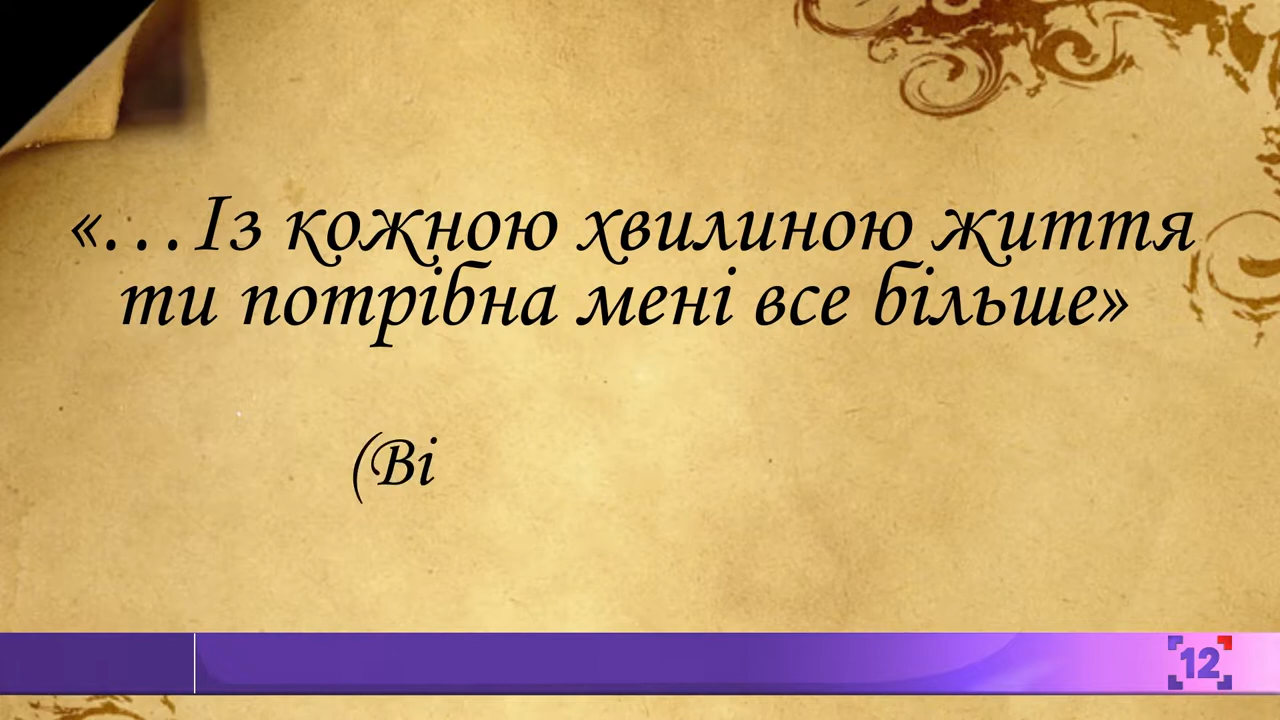 «…Із кожною хвилиною життя
ти потрібна мені все більше»
(Ві
12